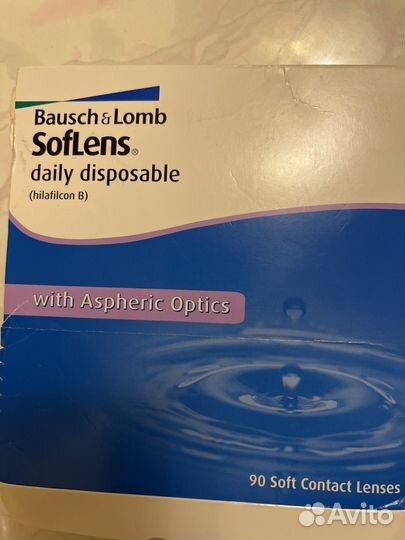 Bausch & Lomb
SofLens®
daily disposable
(hilafilcon B)
with Aspheric Optics
90 Soft Contact Lenses
Avito